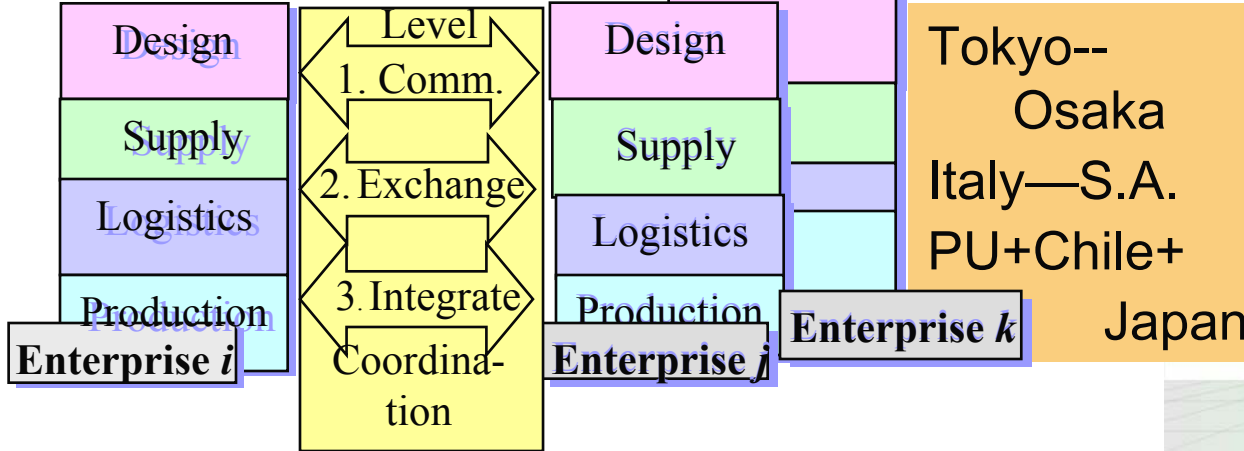 Design
Supply
Logistics
Production
Enterprise i
Level
1. Comm.
2. Exchange
3. Integrate
Coordina-
tion
Design
Supply
Logistics
Production
Enterprise j
Enterprise k
Tokyo--
Osaka
Italy—S.A.
PU+Chile+
Japan